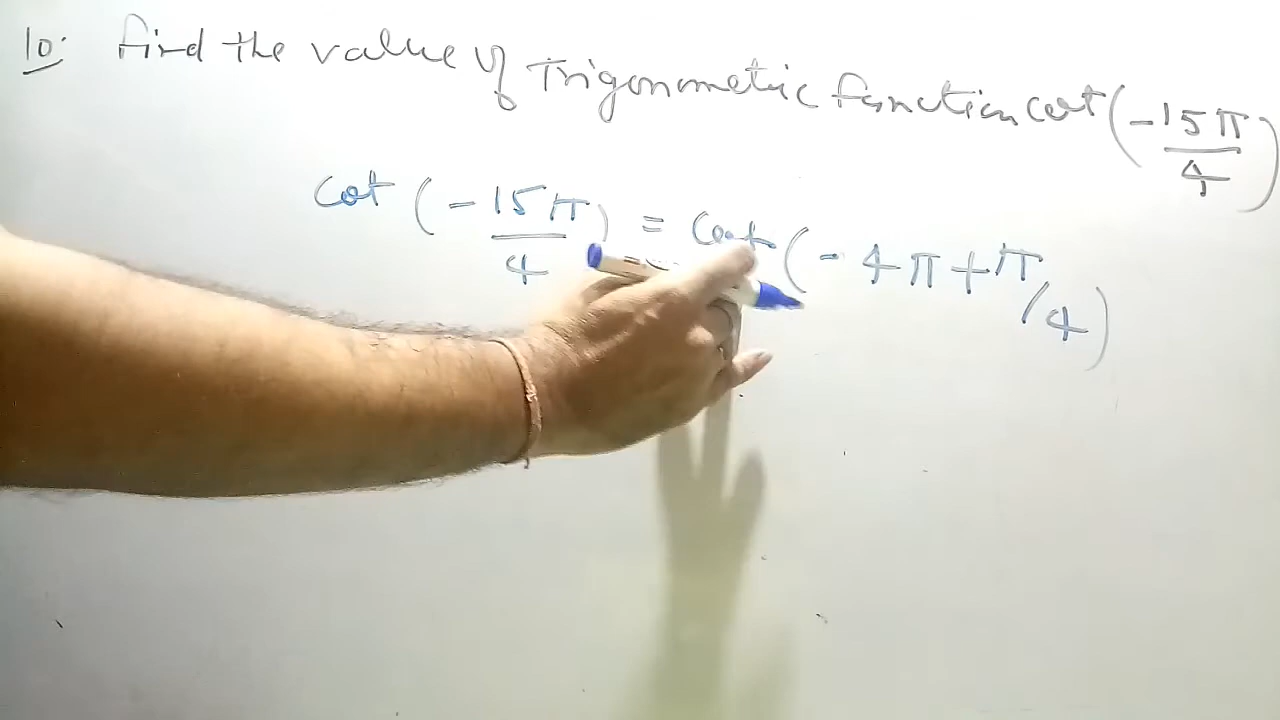 10. Find the value of Trigonometric function cot(-15π/4)
cot (-15π/4) = cot (-4π+π/4)